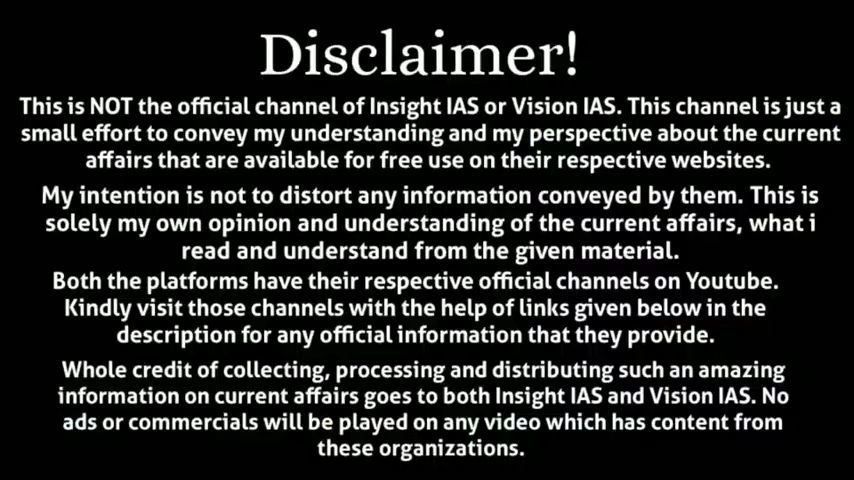 Disclaimer!
This is NOT the official channel of Insight IAS or Vision IAS. This channel is just a
small effort to convey my understanding and my perspective about the current
affairs that are available for free use on their respective websites.
My intention is not to distort any information conveyed by them. This is
solely my own opinion and understanding of the current affairs, what i
read and understand from the given material.
Both the platforms have their respective official channels on Youtube.
Kindly visit those channels with the help of links given below in the
description for any official information that they provide.
Whole credit of collecting, processing and distributing such an amazing
information on current affairs goes to both Insight IAS and Vision IAS. No
ads or commercials will be played on any video which has content from
these organizations.